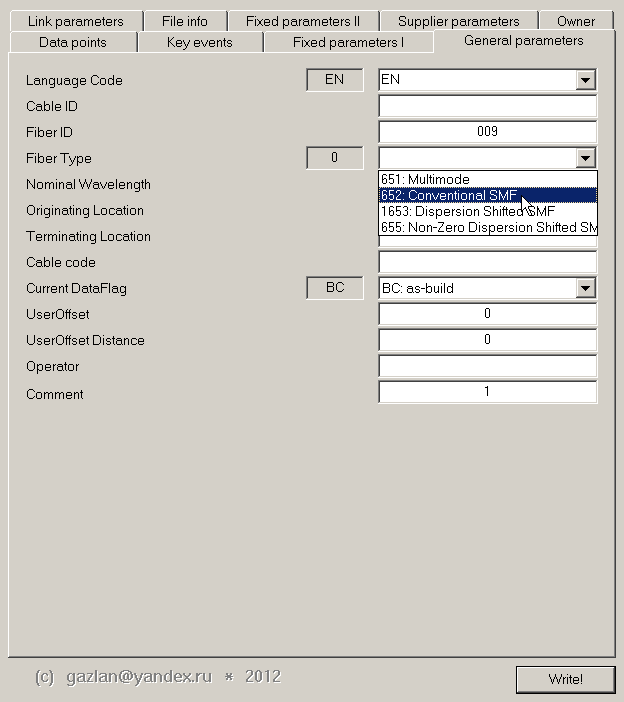 Link parameters File info Fixed parameters II Supplier parameters Owner
Data points Key events Fixed parameters I General parameters
Language Code EN EN
Cable ID
Fiber ID 009
Fiber Type 0
651: Multimode
Nominal Wavelength
652: Conventional SMF
Originating Location
1653: Dispersion Shifted SMF
655: Non-Zero Dispersion Shifted SM
Terminating Location
Cable code
Current DataFlag BC BC: as-build
UserOffset 0
UserOffset Distance 0
Operator
Comment 1
(c) gazlan@yandex.ru * 2012
Write!